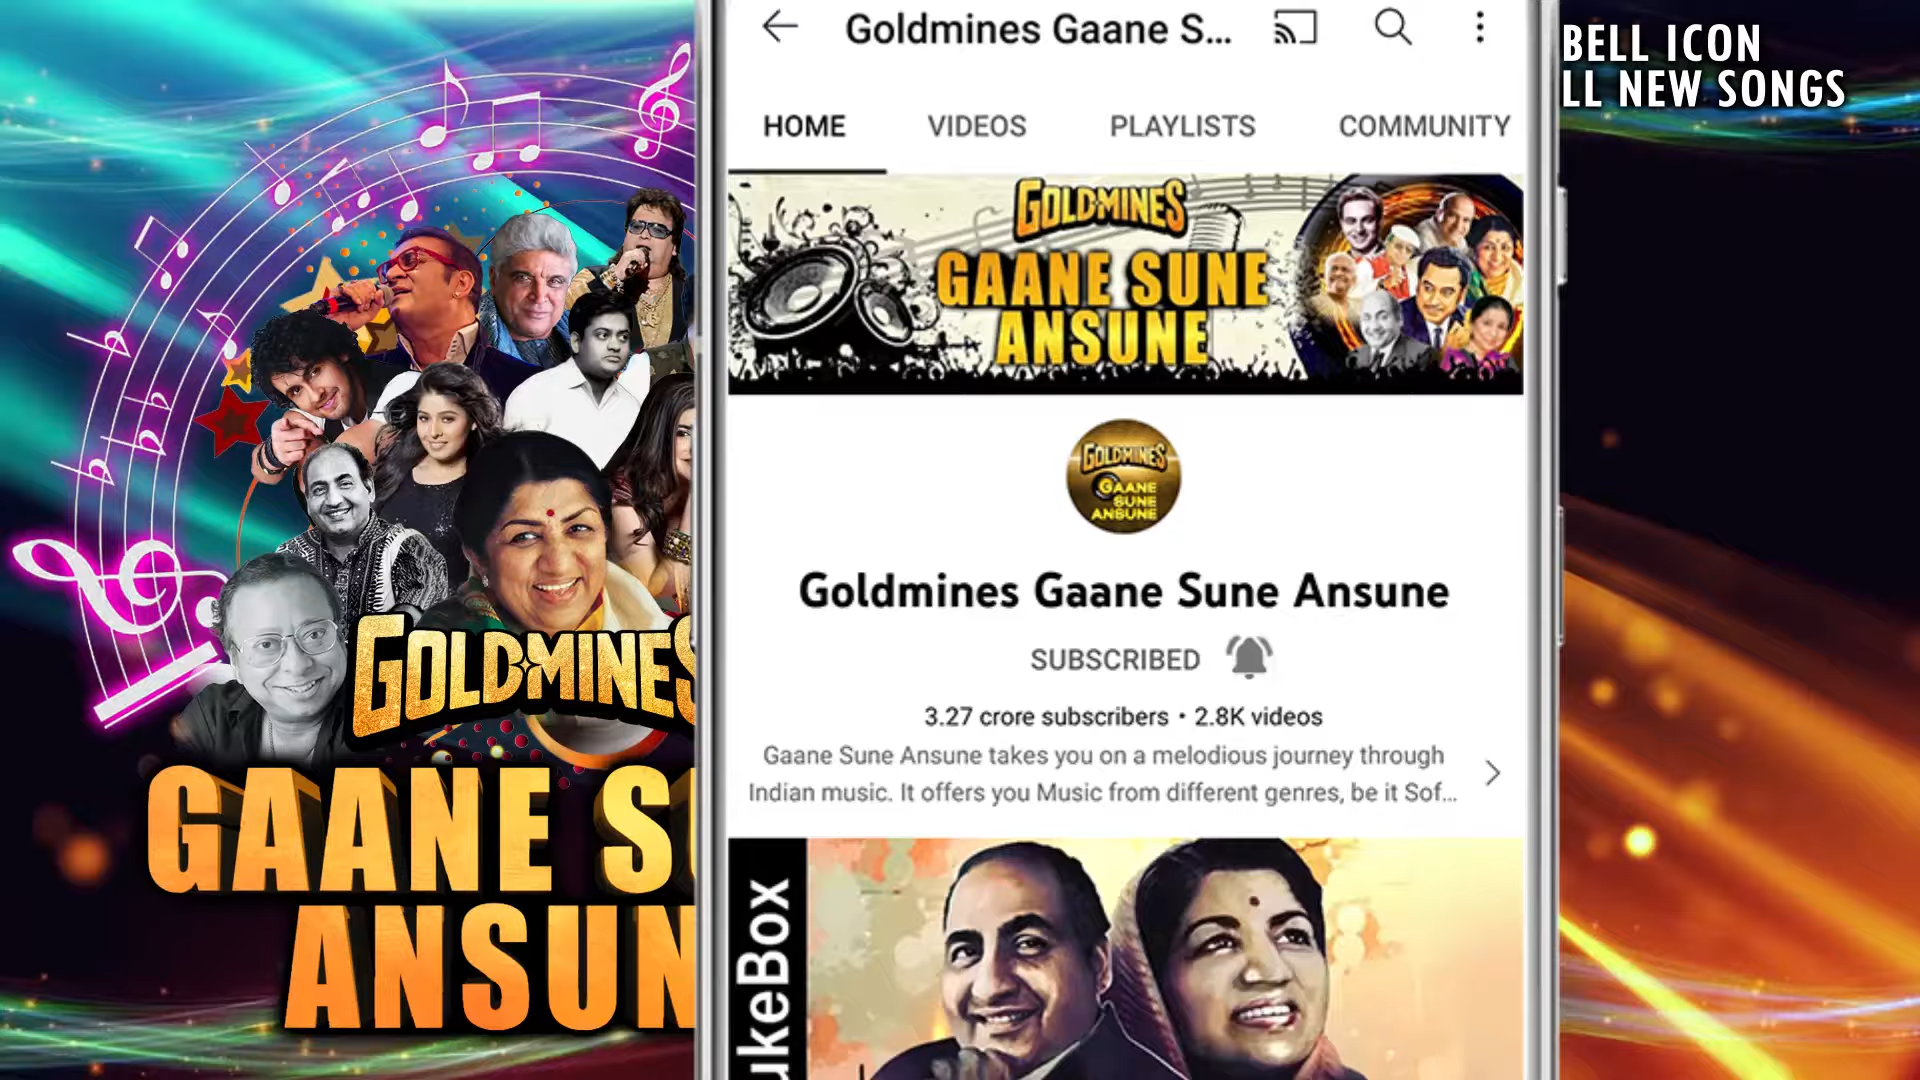 BELL ICON
LL NEW SONGS
Goldmines Gaane S...
HOME
VIDEOS
PLAYLISTS
COMMUNITY
GOLDMINES
GAANE SUNE
ANSUNE
GOLDMINES
GAANE
SUNE
ANSUNE
Goldmines Gaane Sune Ansune
SUBSCRIBED
3.27 crore subscribers • 2.8K videos
Gaane Sune Ansune takes you on a melodious journey through
Indian music. It offers you Music from different genres, be it Sof...
ukeBox
GOLDMINES
GAANE SU
ANSUN